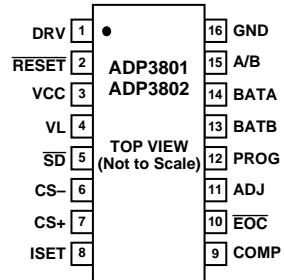 DRV 1 16 GND
RESET 2 15 A/B
ADP3801
ADP3802
VCC 3 14 BATA
VL 4 13 BATB
TOP VIEW
(Not to Scale)
SD 5 12 PROG
CS– 6 11 ADJ
CS+ 7 10 EOC
ISET 8 9 COMP